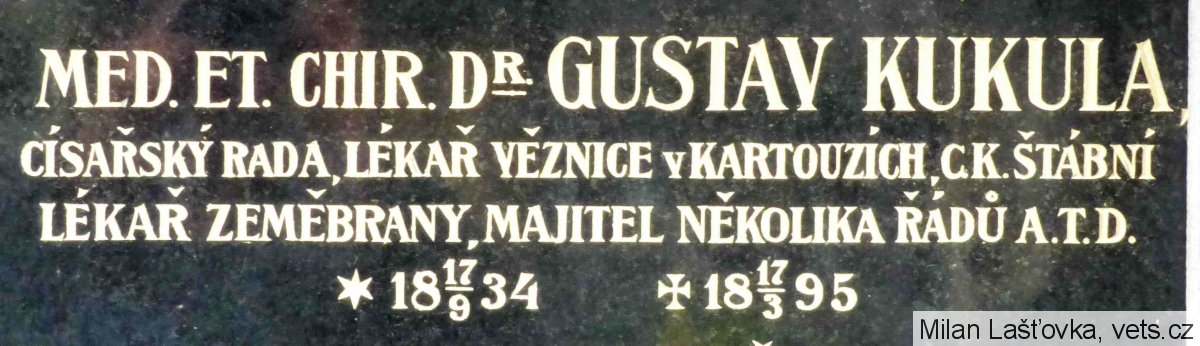 MED. ET. CHIR. DR. GUSTAV KUKULA,
CÍSAŘSKÝ RADA, LÉKAŘ VĚZNICE V KARTOUZÍCH, C.K. ŠTÁBNÍ
LÉKAŘ ZEMĚBRANY, MAJITEL NĚKOLIKA ŘÁDŮ A.T.D.
✶ 18 17/9 34 ✠ 18 17/3 95
Milan Lašťovka, vets.cz